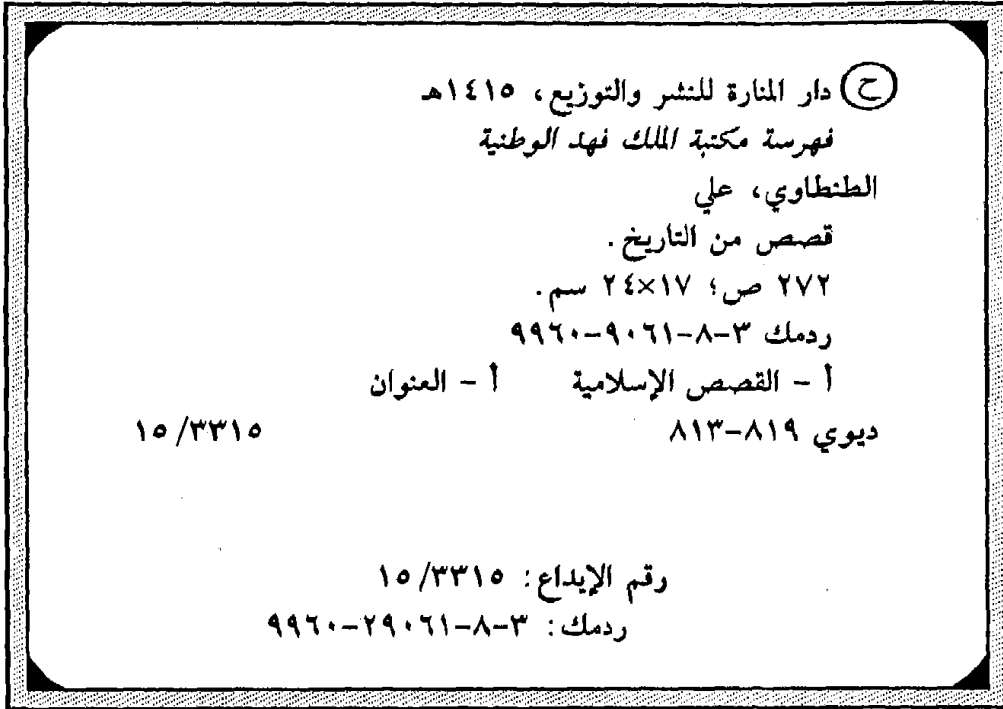 ح دار المنارة للنشر والتوزيع، ١٤١٥هـ
فهرسة مكتبة الملك فهد الوطنية
الطنطاوي، علي
قصص من التاريخ.
٢٧٢ ص؛ ١٧×٢٤ سم.
ردمك ٣-٨-٩٠٦١-٩٩٦٠
أ - القصص الإسلامية أ - العنوان
ديوي ٨١٩-٨١٣ ١٥/٣٣١٥
رقم الإيداع: ١٥/٣٣١٥
ردمك: ٣-٨-٢٩٠٦١-٩٩٦٠